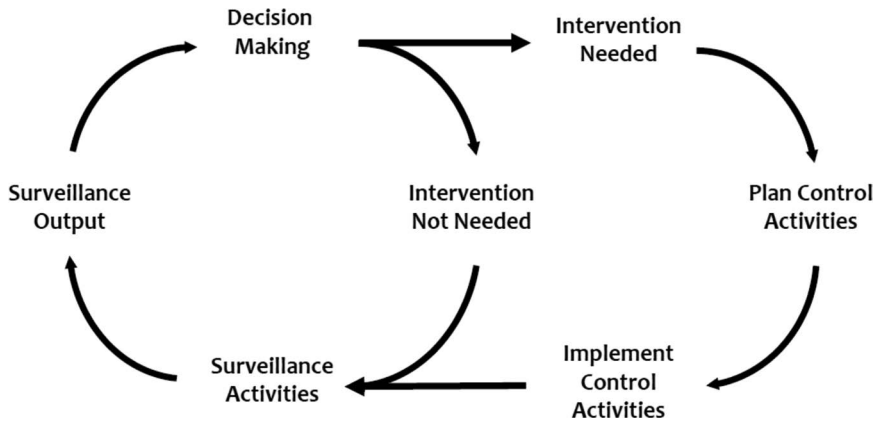 Decision
Making
Intervention
Needed
Surveillance
Output
Intervention
Not Needed
Plan Control
Activities
Surveillance
Activities
Implement
Control
Activities